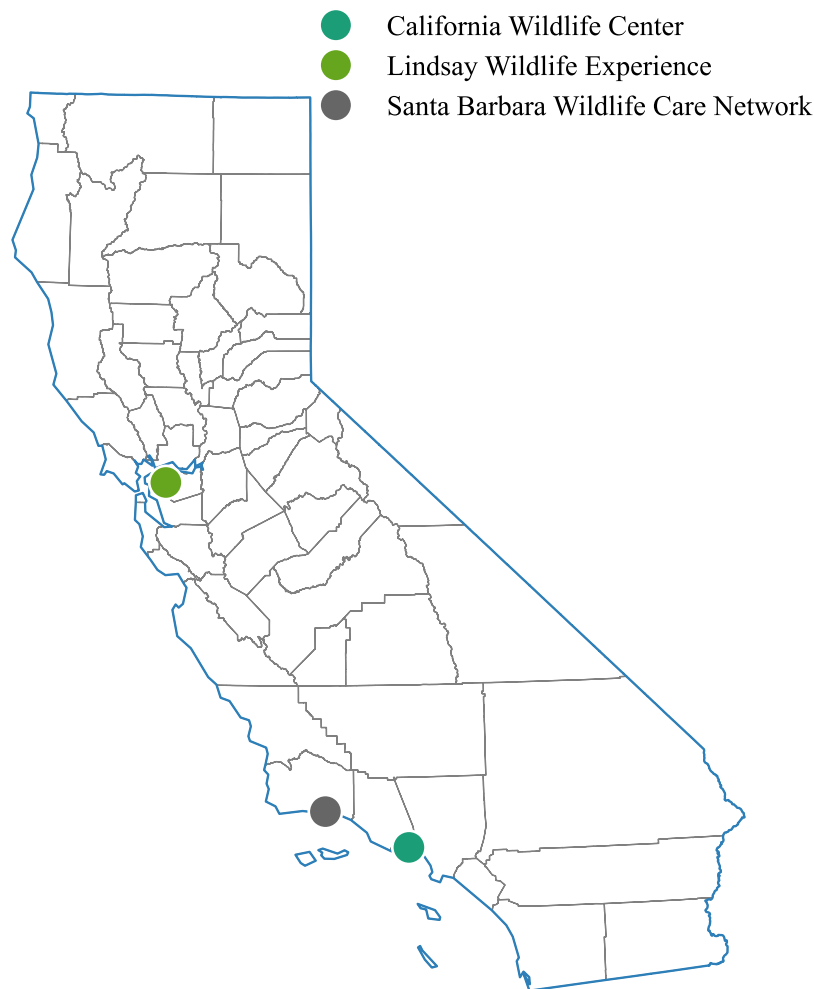 California Wildlife Center
Lindsay Wildlife Experience
Santa Barbara Wildlife Care Network